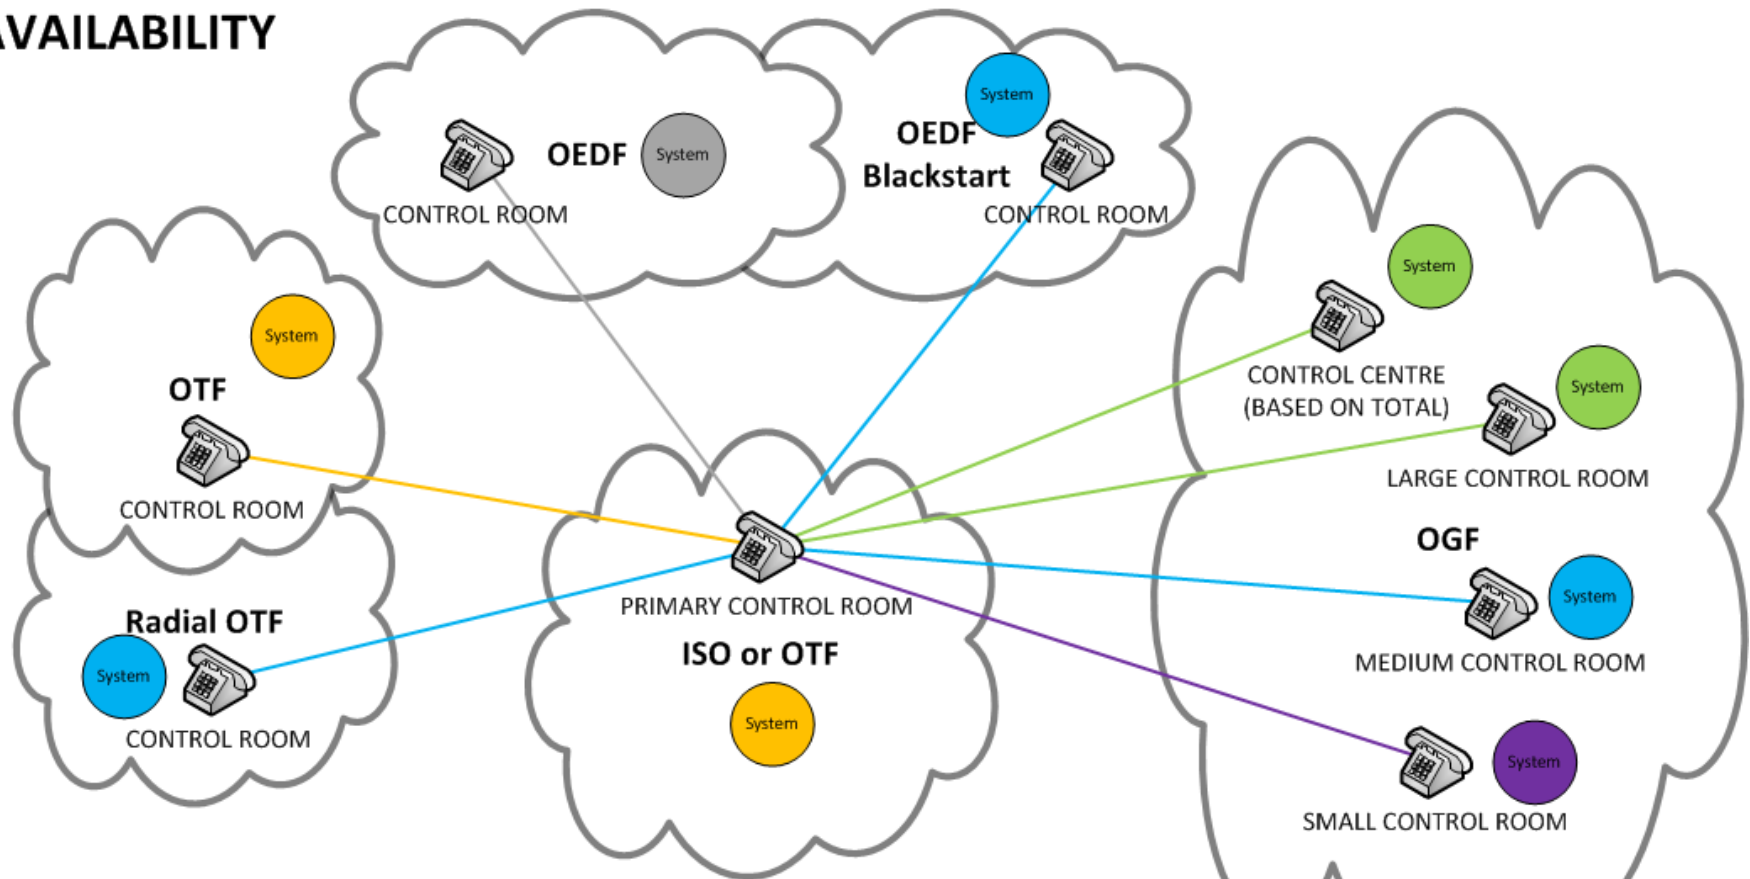 AVAILABILITY
OEDF
System
CONTROL ROOM
System
OEDF
Blackstart
CONTROL ROOM
System
OTF
CONTROL ROOM
Radial OTF
System
CONTROL ROOM
PRIMARY CONTROL ROOM
ISO or OTF
System
System
CONTROL CENTRE
(BASED ON TOTAL)
System
LARGE CONTROL ROOM
OGF
System
MEDIUM CONTROL ROOM
System
SMALL CONTROL ROOM